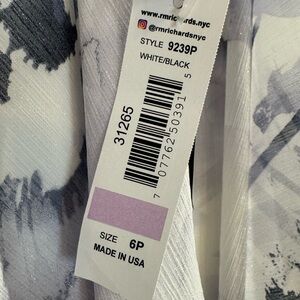 www.rmrichards.nyc
@rmrichardsnyc
STYLE 9239P
WHITE/BLACK
31265
7 07762 50391 5
SIZE 6P
MADE IN USA